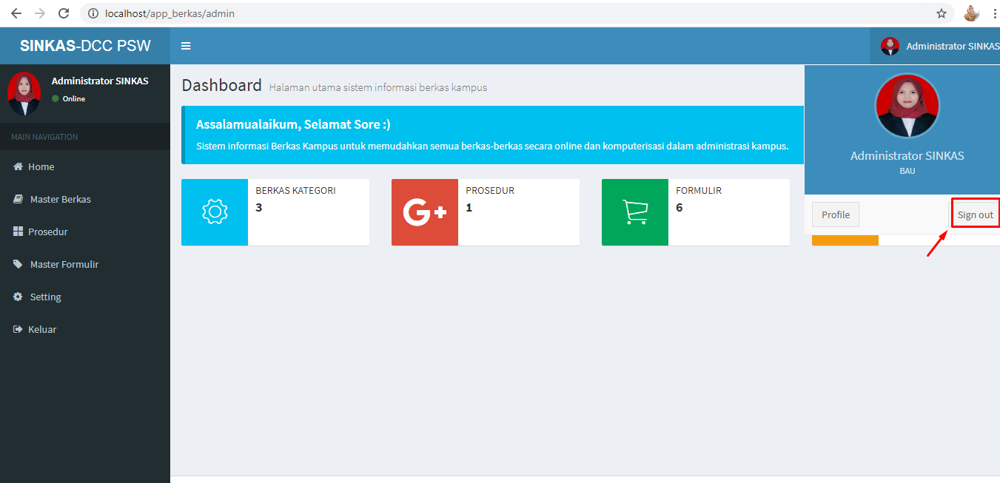 localhost/app_berkas/admin
SINKAS-DCC PSW
Administrator SINKAS
Administrator SINKAS
Online
MAIN NAVIGATION
Home
Master Berkas
Prosedur
Master Formulir
Setting
Keluar
Dashboard Halaman utama sistem informasi berkas kampus
Assalamualaikum, Selamat Sore :)
Sistem informasi Berkas Kampus untuk memudahkan semua berkas-berkas secara online dan komputerisasi dalam administrasi kampus.
BERKAS KATEGORI
3
G+
PROSEDUR
1
FORMULIR
6
Administrator SINKAS
BAU
Profile
Sign out